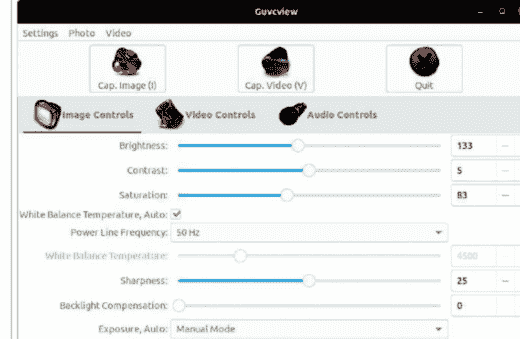 Guvcview
Settings Photo Video
Cap. Image (I) Cap. Video (V) Quit
Image Controls Video Controls Audio Controls
Brightness: 133
Contrast: 5
Saturation: 83
White Balance Temperature, Auto:
Power Line Frequency: 50 Hz
White Balance Temperature: 4500
Sharpness: 25
Backlight Compensation: 0
Exposure, Auto: Manual Mode